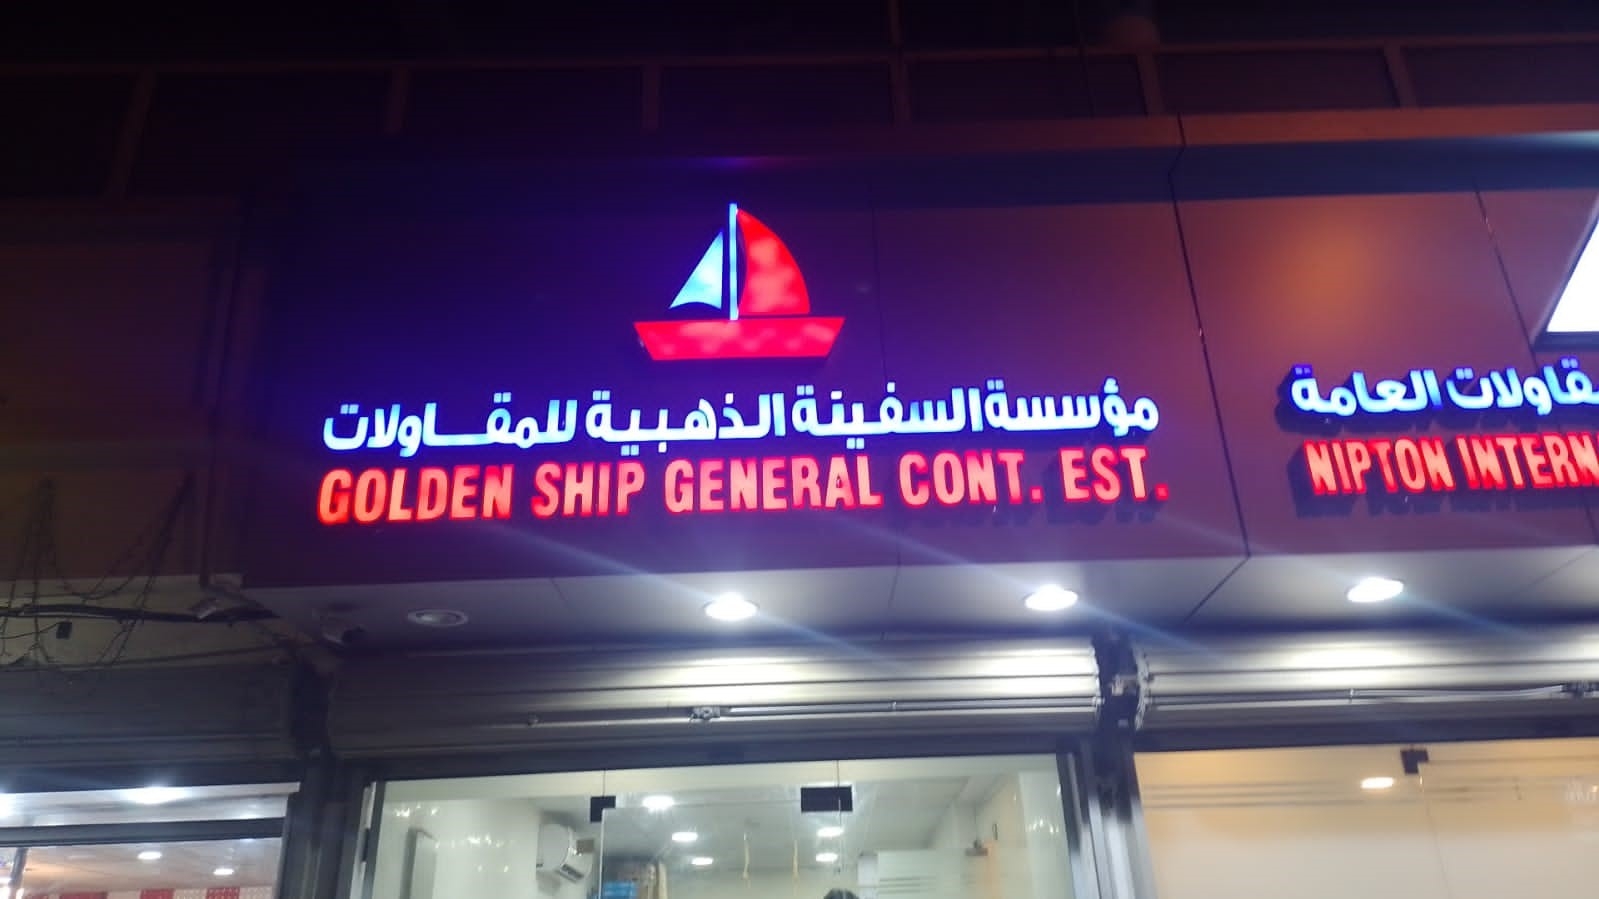 مؤسسة السفينة الذهبية للمقاولات
GOLDEN SHIP GENERAL CONT. EST.
العامة
NIPTON